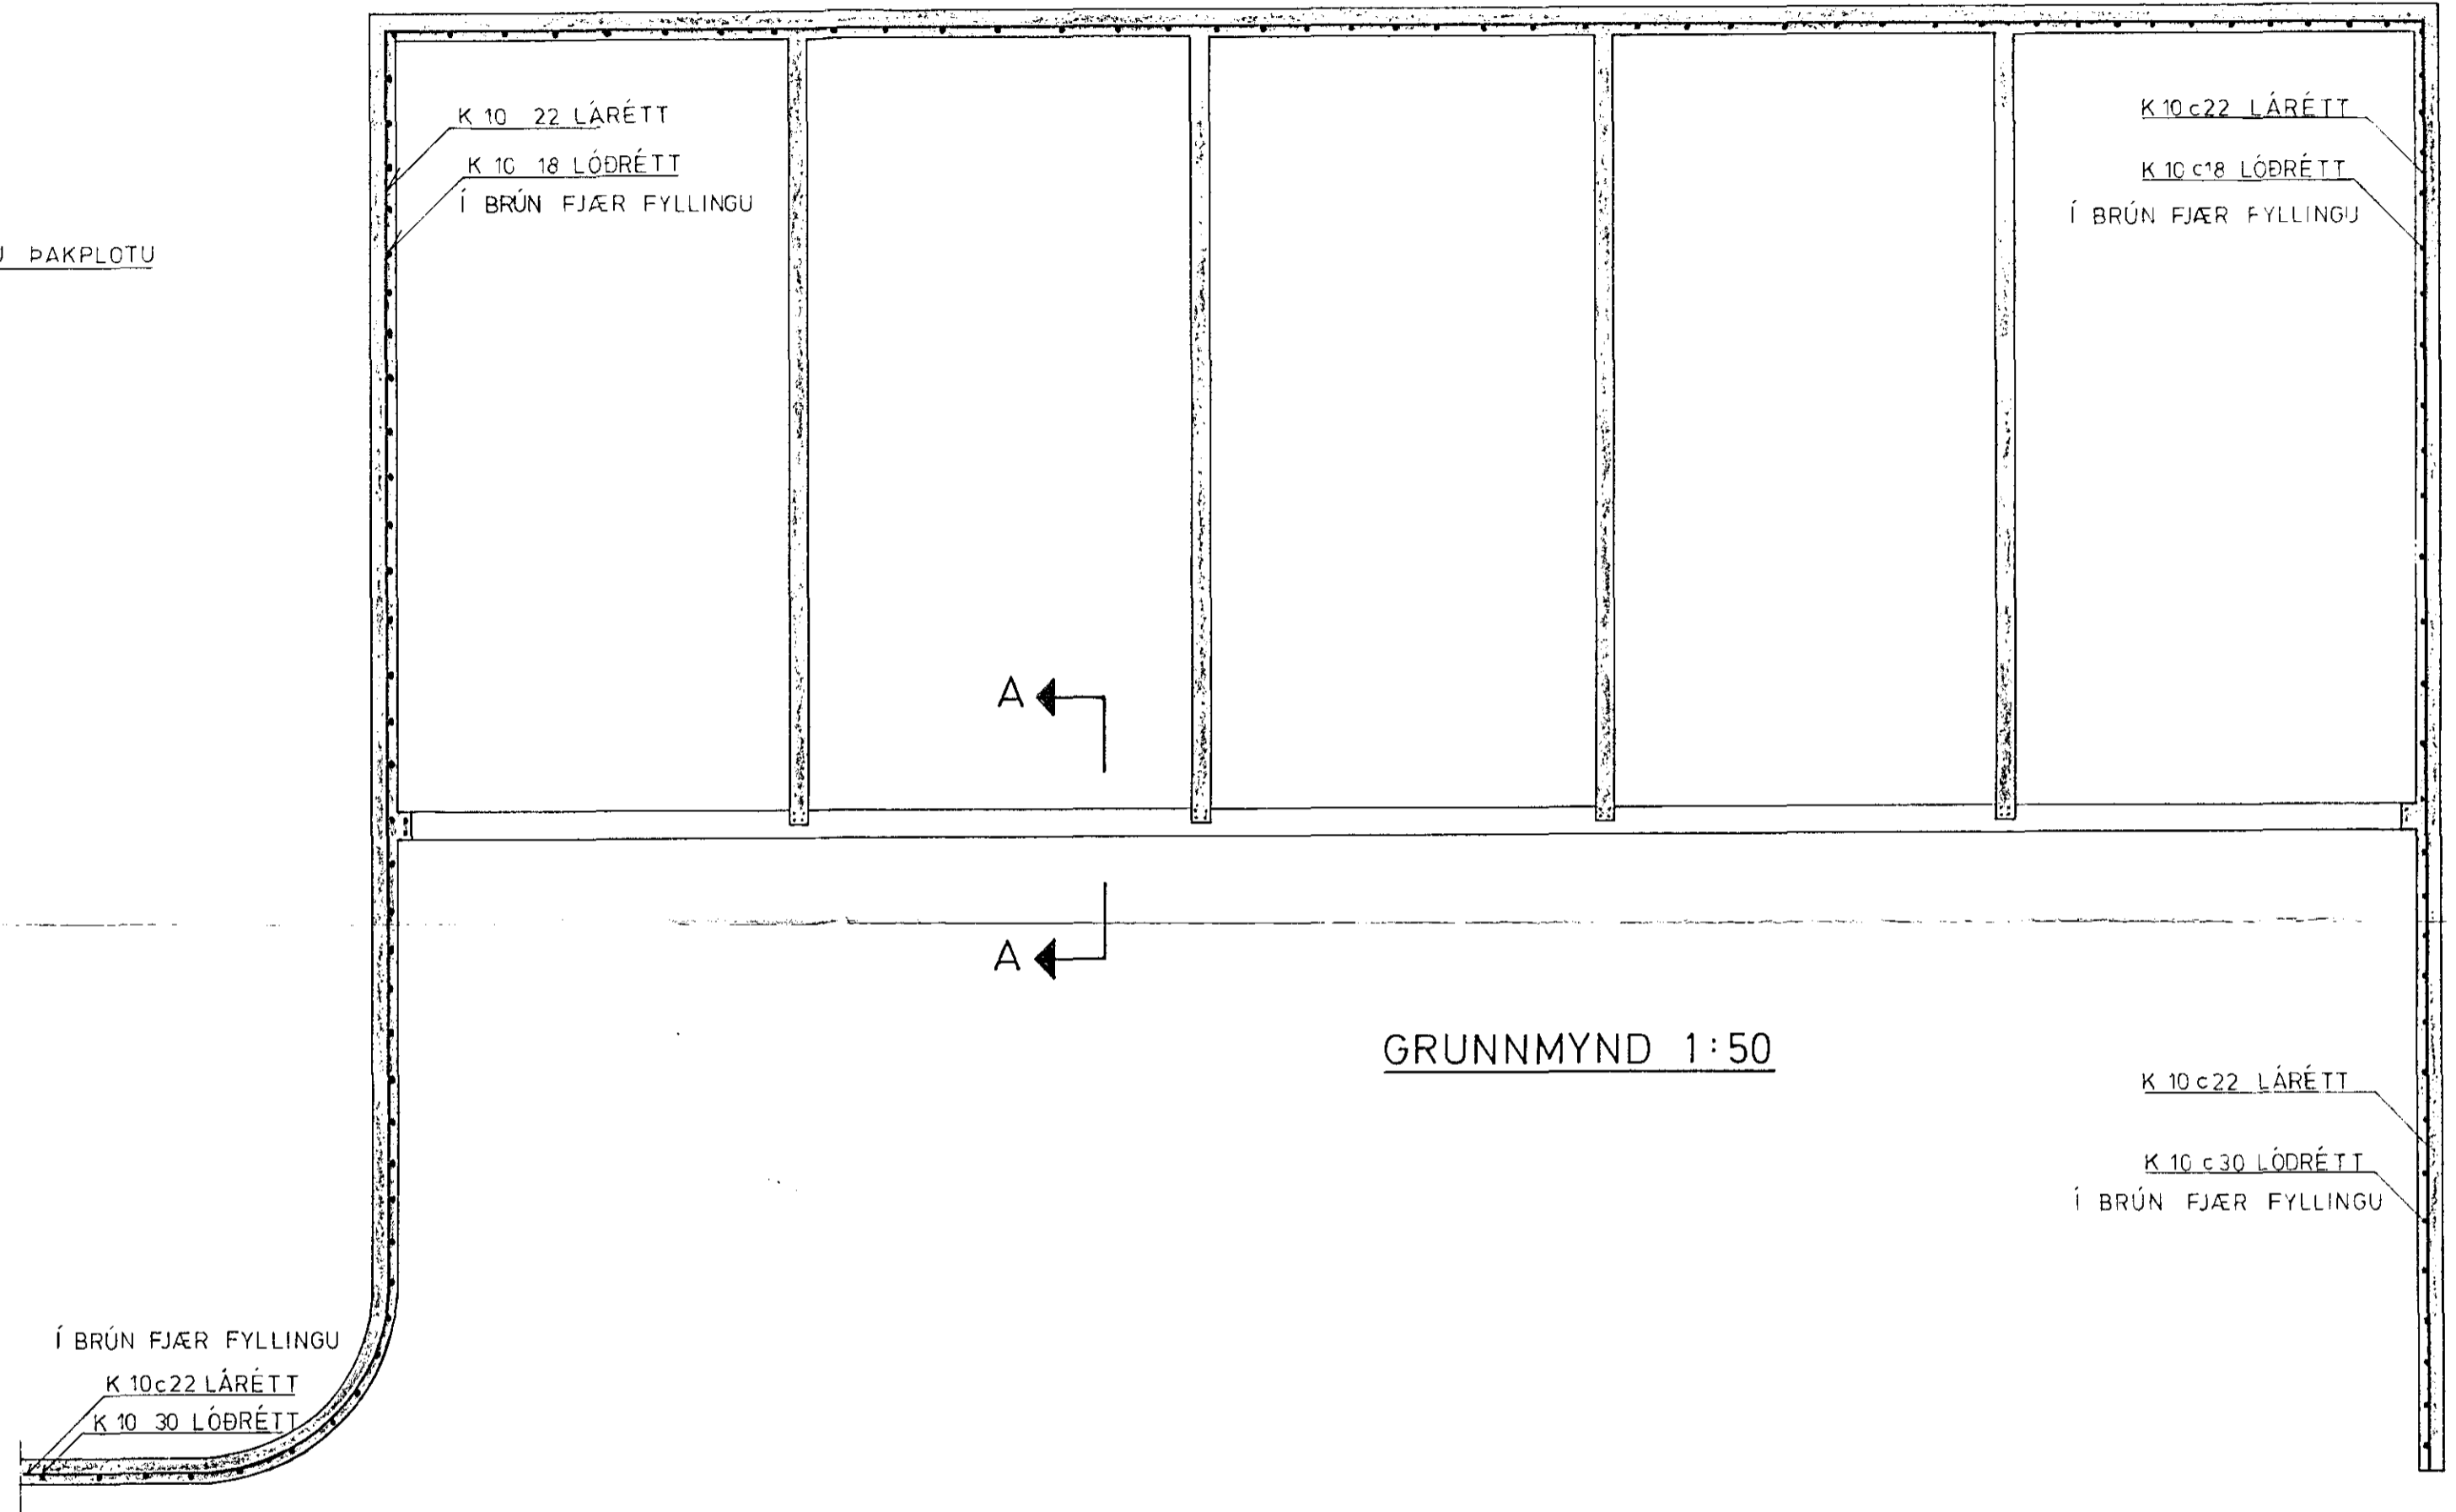 K 10 22 LÁRÉTT
K 10 18 LÓÐRÉTT
Í BRÚN FJÆR FYLLINGU
ÞAKPLOTU
K 10 c22 LÁRÉTT
K 10 c18 LÓÐRÉTT
Í BRÚN FJÆR FYLLINGU
A
A
GRUNNMYND 1:50
K 10 c22 LÁRÉTT
K 10 c30 LÓÐRÉTT
Í BRÚN FJÆR FYLLINGU
Í BRÚN FJÆR FYLLINGU
K 10c22 LÁRÉTT
K 10 30 LÓÐRÉTT